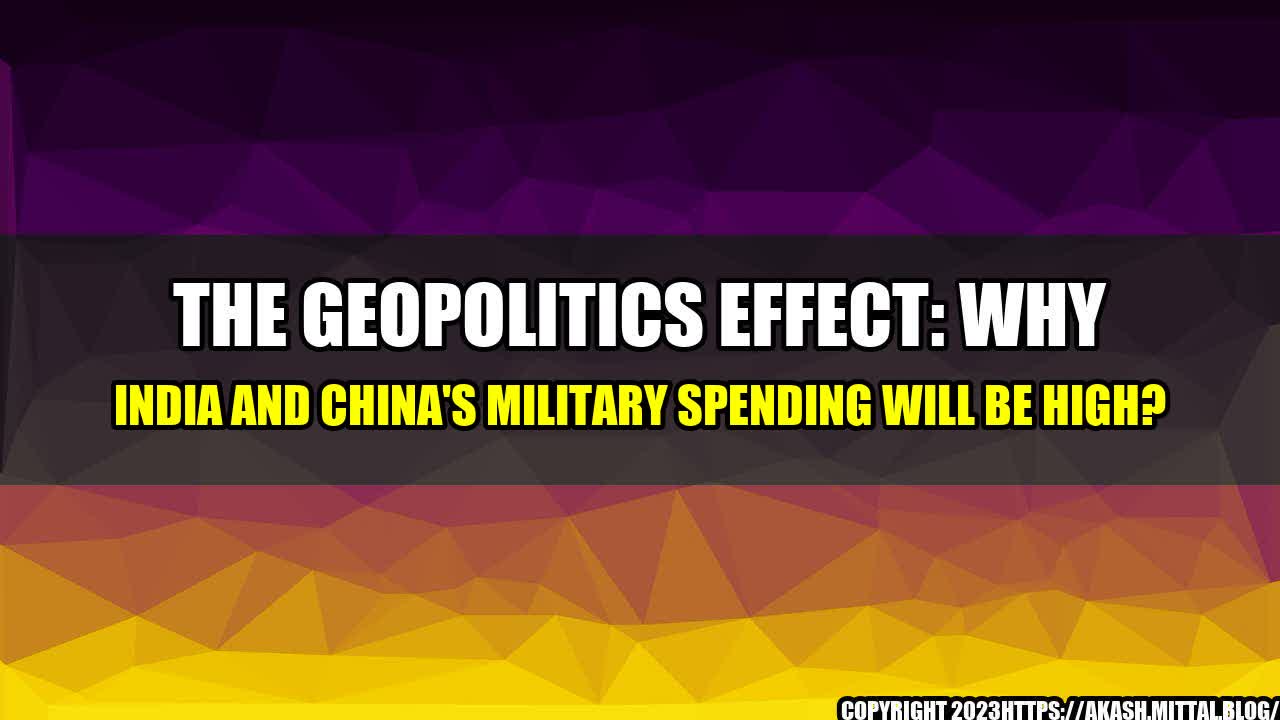 THE GEOPOLITICS EFFECT: WHY
INDIA AND CHINA'S MILITARY SPENDING WILL BE HIGH?
COPYRIGHT 2023HTTPS://AKASH.MITTAL.BLOG/